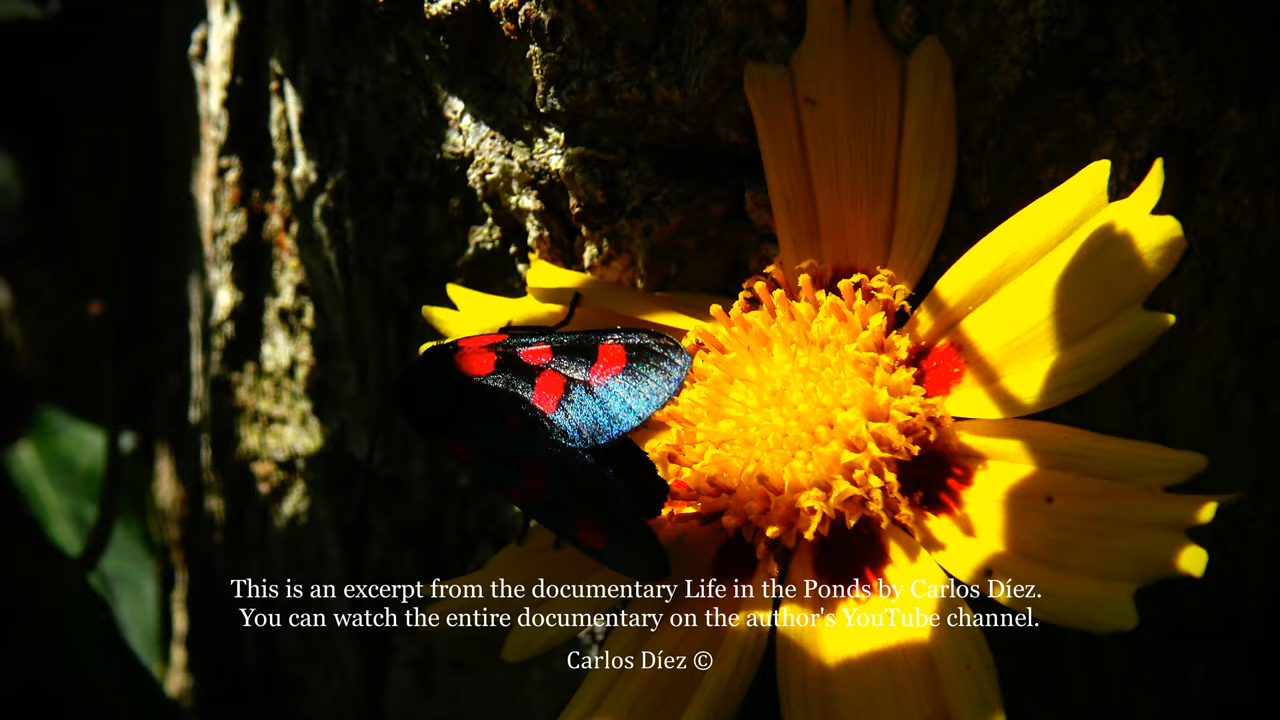 This is an excerpt from the documentary Life in the Ponds by Carlos Díez.
You can watch the entire documentary on the author's YouTube channel.
Carlos Díez ©